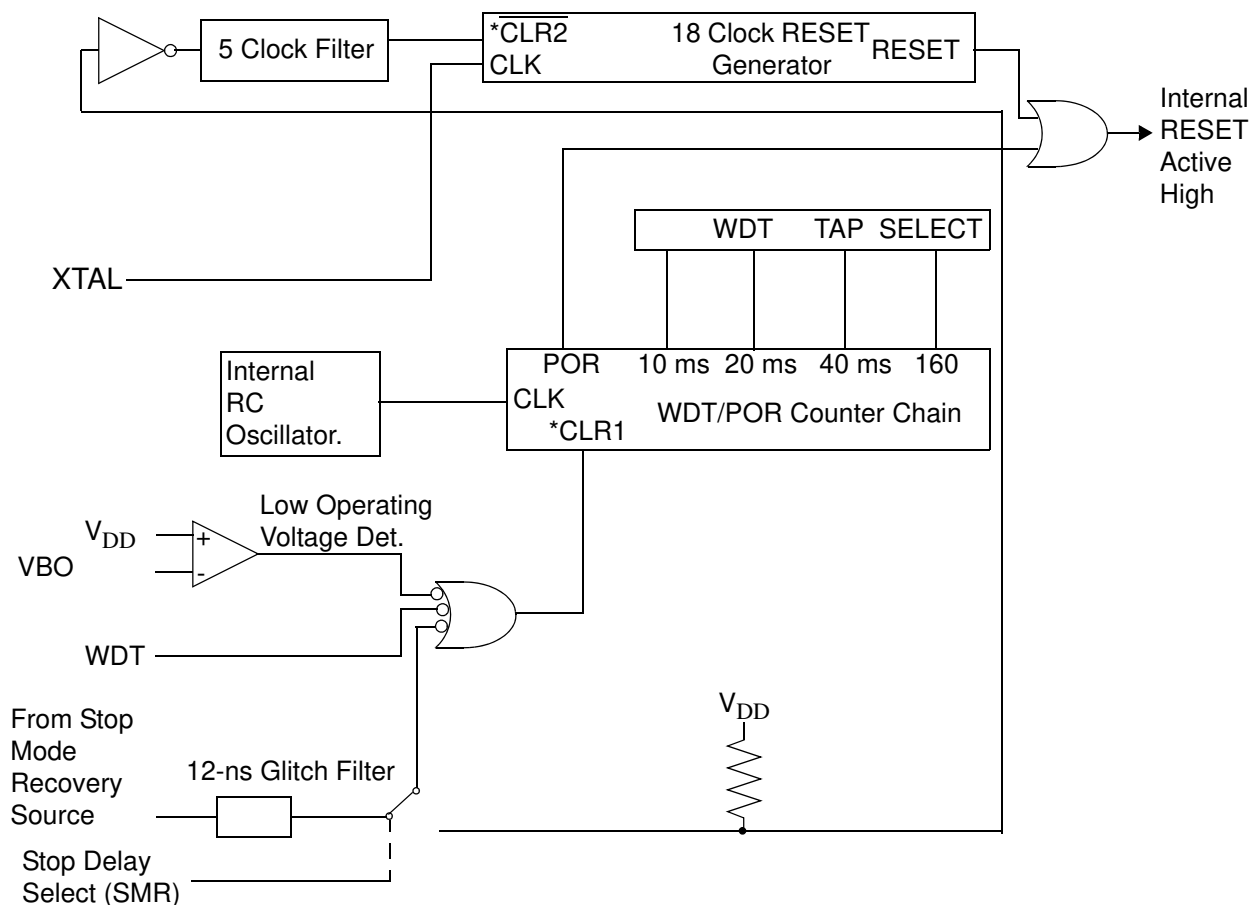 5 Clock Filter
*CLR2
CLK
18 Clock RESET
Generator
RESET
Internal
RESET
Active
High
WDT TAP SELECT
XTAL
POR 10 ms 20 ms 40 ms 160
CLK
WDT/POR Counter Chain
*CLR1
Internal
RC
Oscillator.
Low Operating
Voltage Det.
VDD
+
VBO
-
WDT
VDD
From Stop
Mode
Recovery
Source
12-ns Glitch Filter
Stop Delay
Select (SMR)